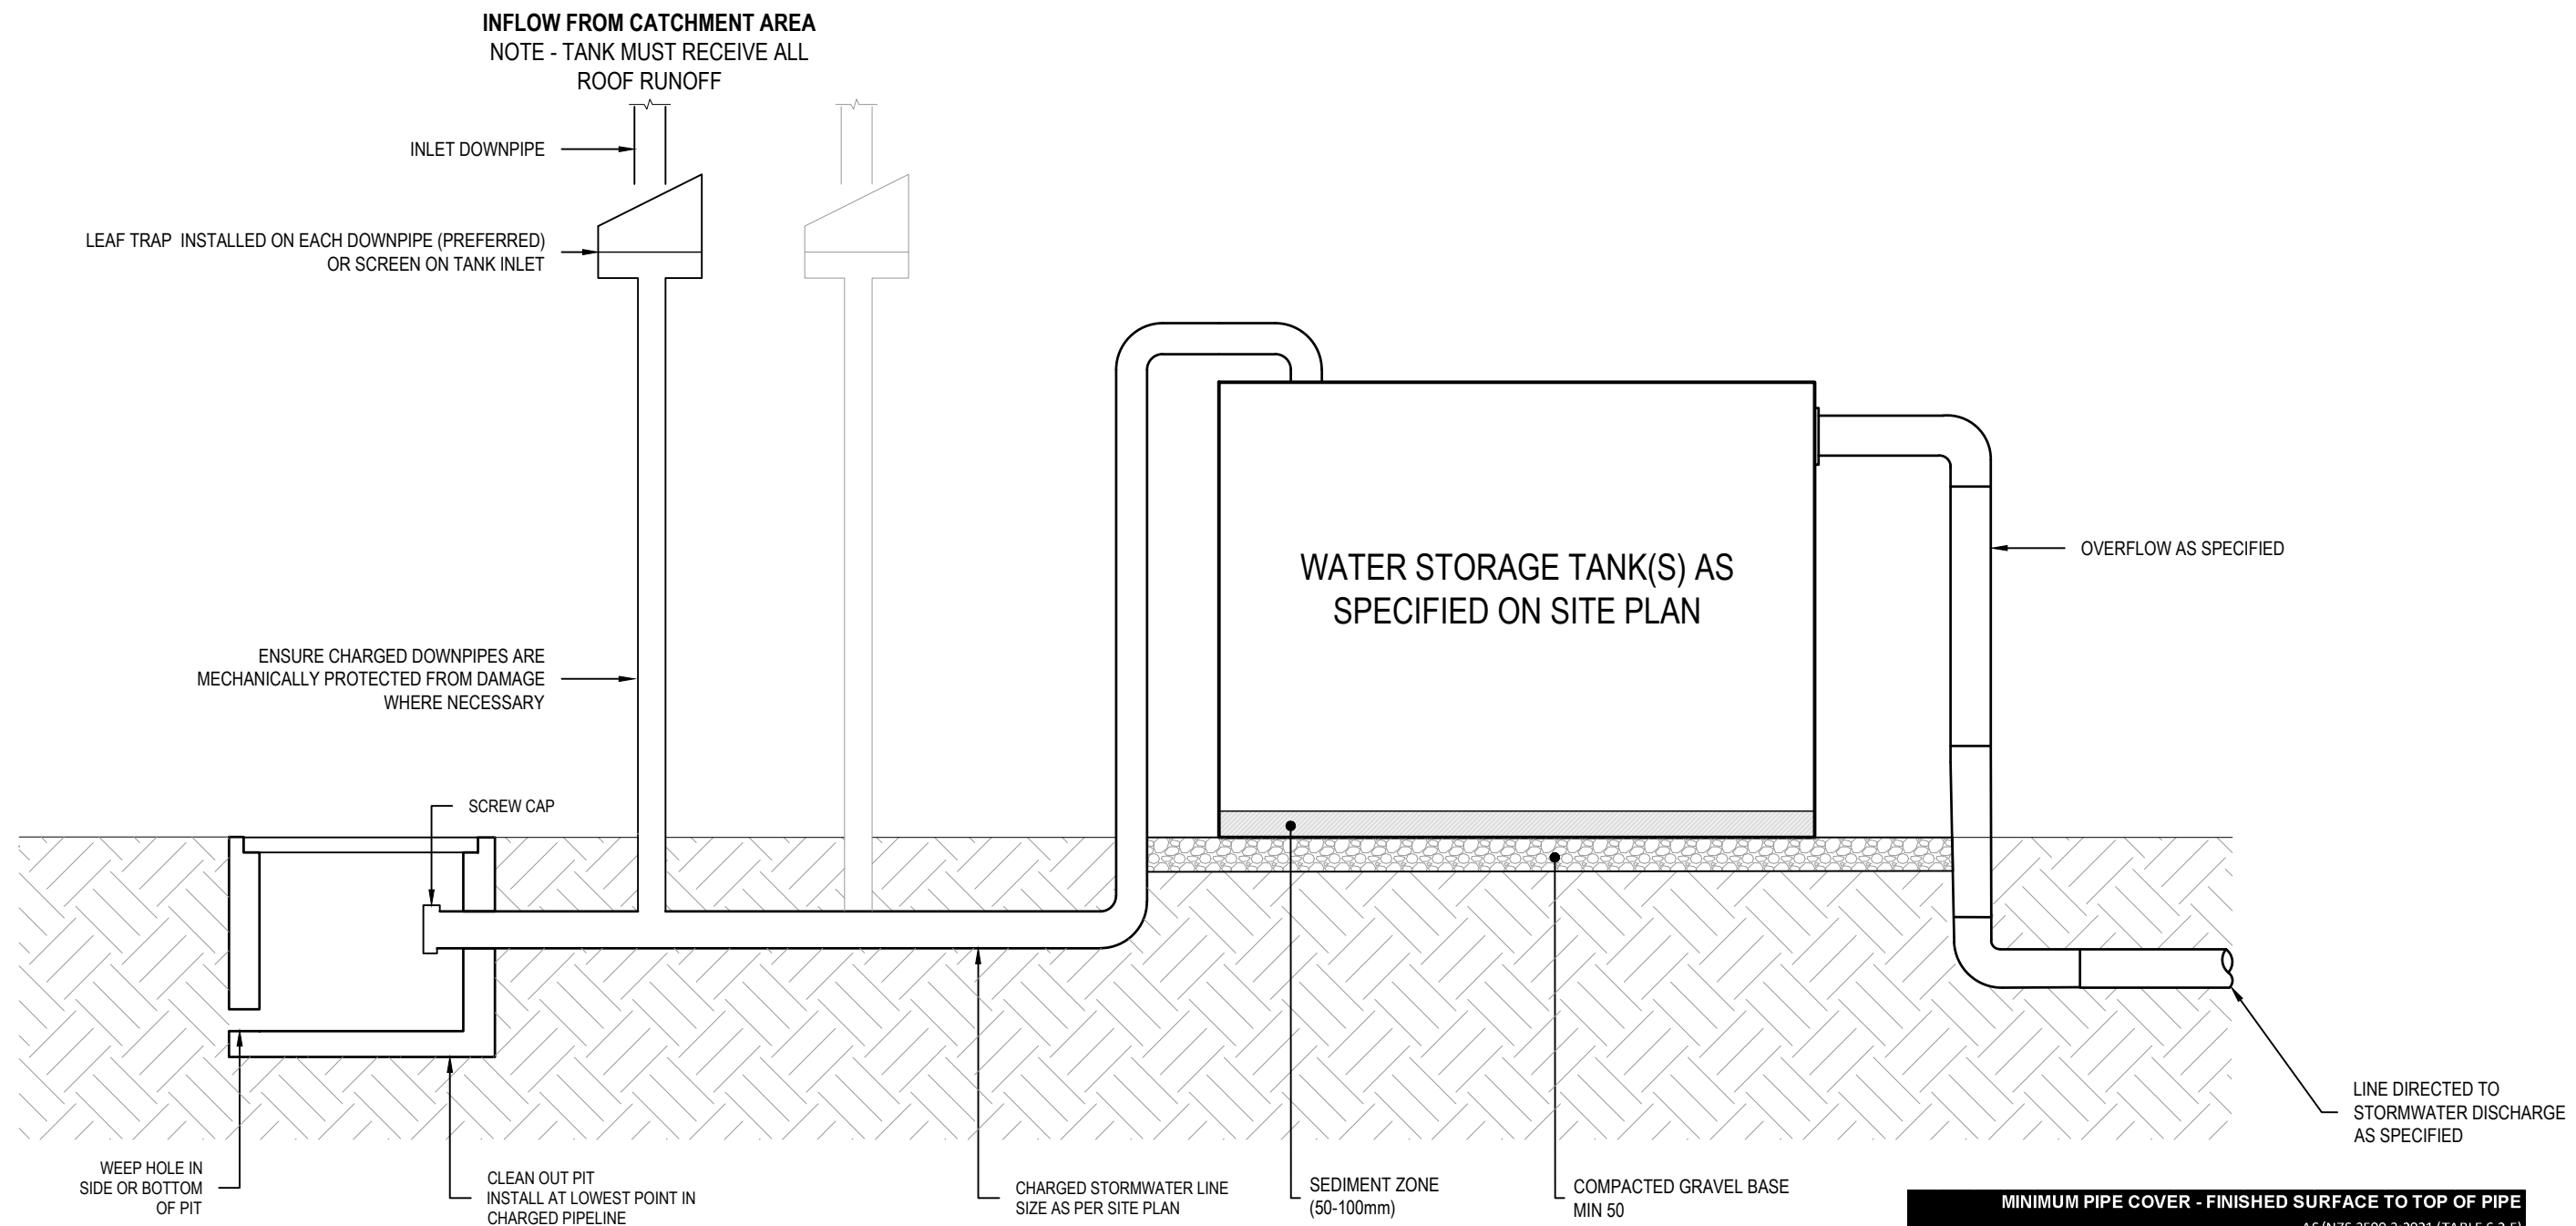 INFLOW FROM CATCHMENT AREA
NOTE - TANK MUST RECEIVE ALL
ROOF RUNOFF
INLET DOWNPIPE
LEAF TRAP INSTALLED ON EACH DOWNPIPE (PREFERRED)
OR SCREEN ON TANK INLET
WATER STORAGE TANK(S) AS
SPECIFIED ON SITE PLAN
OVERFLOW AS SPECIFIED
ENSURE CHARGED DOWNPIPES ARE
MECHANICALLY PROTECTED FROM DAMAGE
WHERE NECESSARY
SCREW CAP
LINE DIRECTED TO
STORMWATER DISCHARGE
AS SPECIFIED
WEEP HOLE IN
SIDE OR BOTTOM
OF PIT
CLEAN OUT PIT
INSTALL AT LOWEST POINT IN
CHARGED PIPELINE
CHARGED STORMWATER LINE
SIZE AS PER SITE PLAN
SEDIMENT ZONE
(50-100mm)
COMPACTED GRAVEL BASE
MIN 50
MINIMUM PIPE COVER - FINISHED SURFACE TO TOP OF PIPE